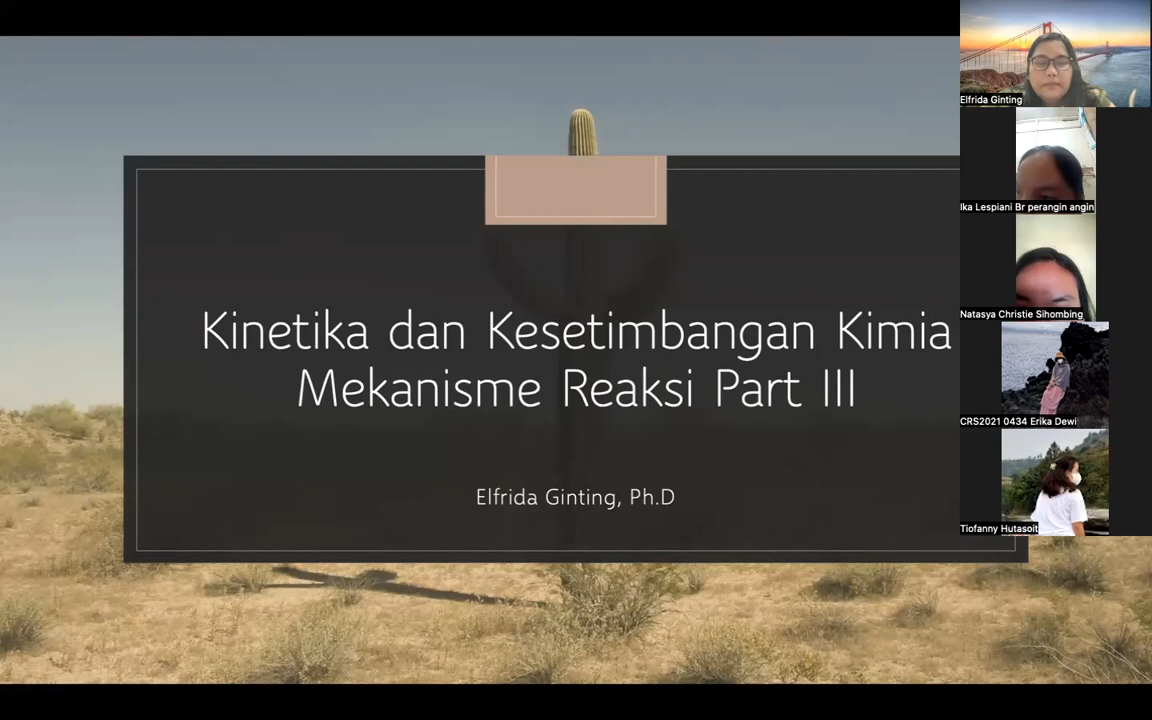 Kinetika dan Kesetimbangan Kimia
Mekanisme Reaksi Part III
Elfrida Ginting, Ph.D
Elfrida Ginting
Ika Lespiani Br perangin angin
Natasya Christie Sihombing
CRS2021 0434 Erika Dewi
Tiofanny Hutasoit